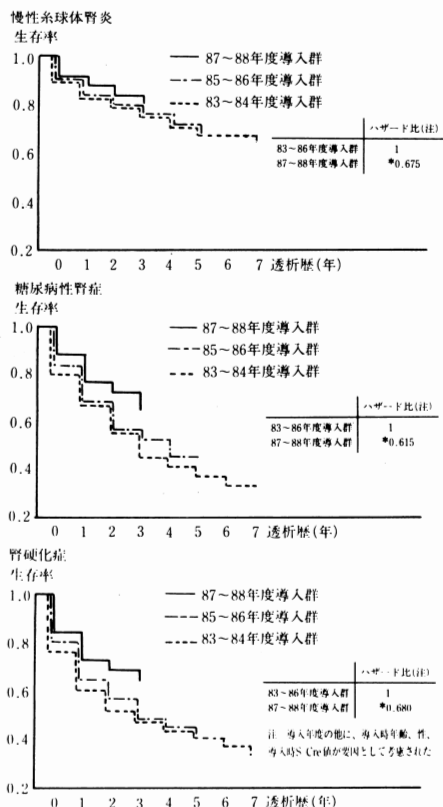 慢性糸球体腎炎
生存率
1.0
87～88年度導入群
85～86年度導入群
0.8
83～84年度導入群
ハザード比(注)
0.6
83～86年度導入群 1
87～88年度導入群 *0.675
0.4
0.2
0 1 2 3 4 5 6 7 透析歴(年)
糖尿病性腎症
生存率
1.0
87～88年度導入群
85～86年度導入群
0.8
83～84年度導入群
0.6
ハザード比(注)
83～86年度導入群 1
87～88年度導入群 *0.615
0.4
0.2
0 1 2 3 4 5 6 7 透析歴(年)
腎硬化症
生存率
1.0
87～88年度導入群
85～86年度導入群
0.8
83～84年度導入群
ハザード比(注)
0.6
83～86年度導入群 1
87～88年度導入群 *0.680
注 導入年度の他に、導入時年齢、性、
0.4
導入時S Cre値が要因として考慮された
0.2
0 1 2 3 4 5 6 7 透析歴(年)